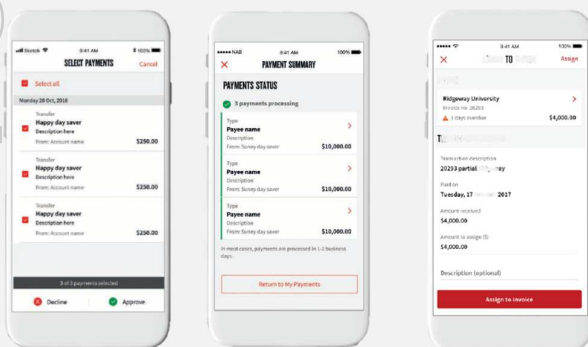 Sketch 9:41 AM 100%
SELECT PAYMENTS Cancel
Select all
Monday 28 Oct, 2016
Transfer
Happy day saver
Description here
From: Account name $250.00
Transfer
Happy day saver
Description here
From: Account name $250.00
Transfer
Happy day saver
Description here
From: Account name $250.00
3 of 3 payments selected
Decline Approve
NAB 9:41 AM 100%
PAYMENT SUMMARY
PAYMENTS STATUS
3 payments processing
Type
Payee name
Description
From: Sunny day saver $10,000.00
Type
Payee name
Description
From: Sunny day saver $10,000.00
Type
Payee name
Description
From: Sunny day saver $10,000.00
In most cases, payments are processed in 1-2 business
days.
Return to My Payments
9:41 AM 100%
TO Assign
Ridgeway University
Invoice no. 20293
3 days overdue $4,000.00
Transaction description
20293 partial
Paid on
Tuesday, 17 2017
Amount received
$4,000.00
Amount to assign ($)
$4,000.00
Description (optional)
Assign to invoice